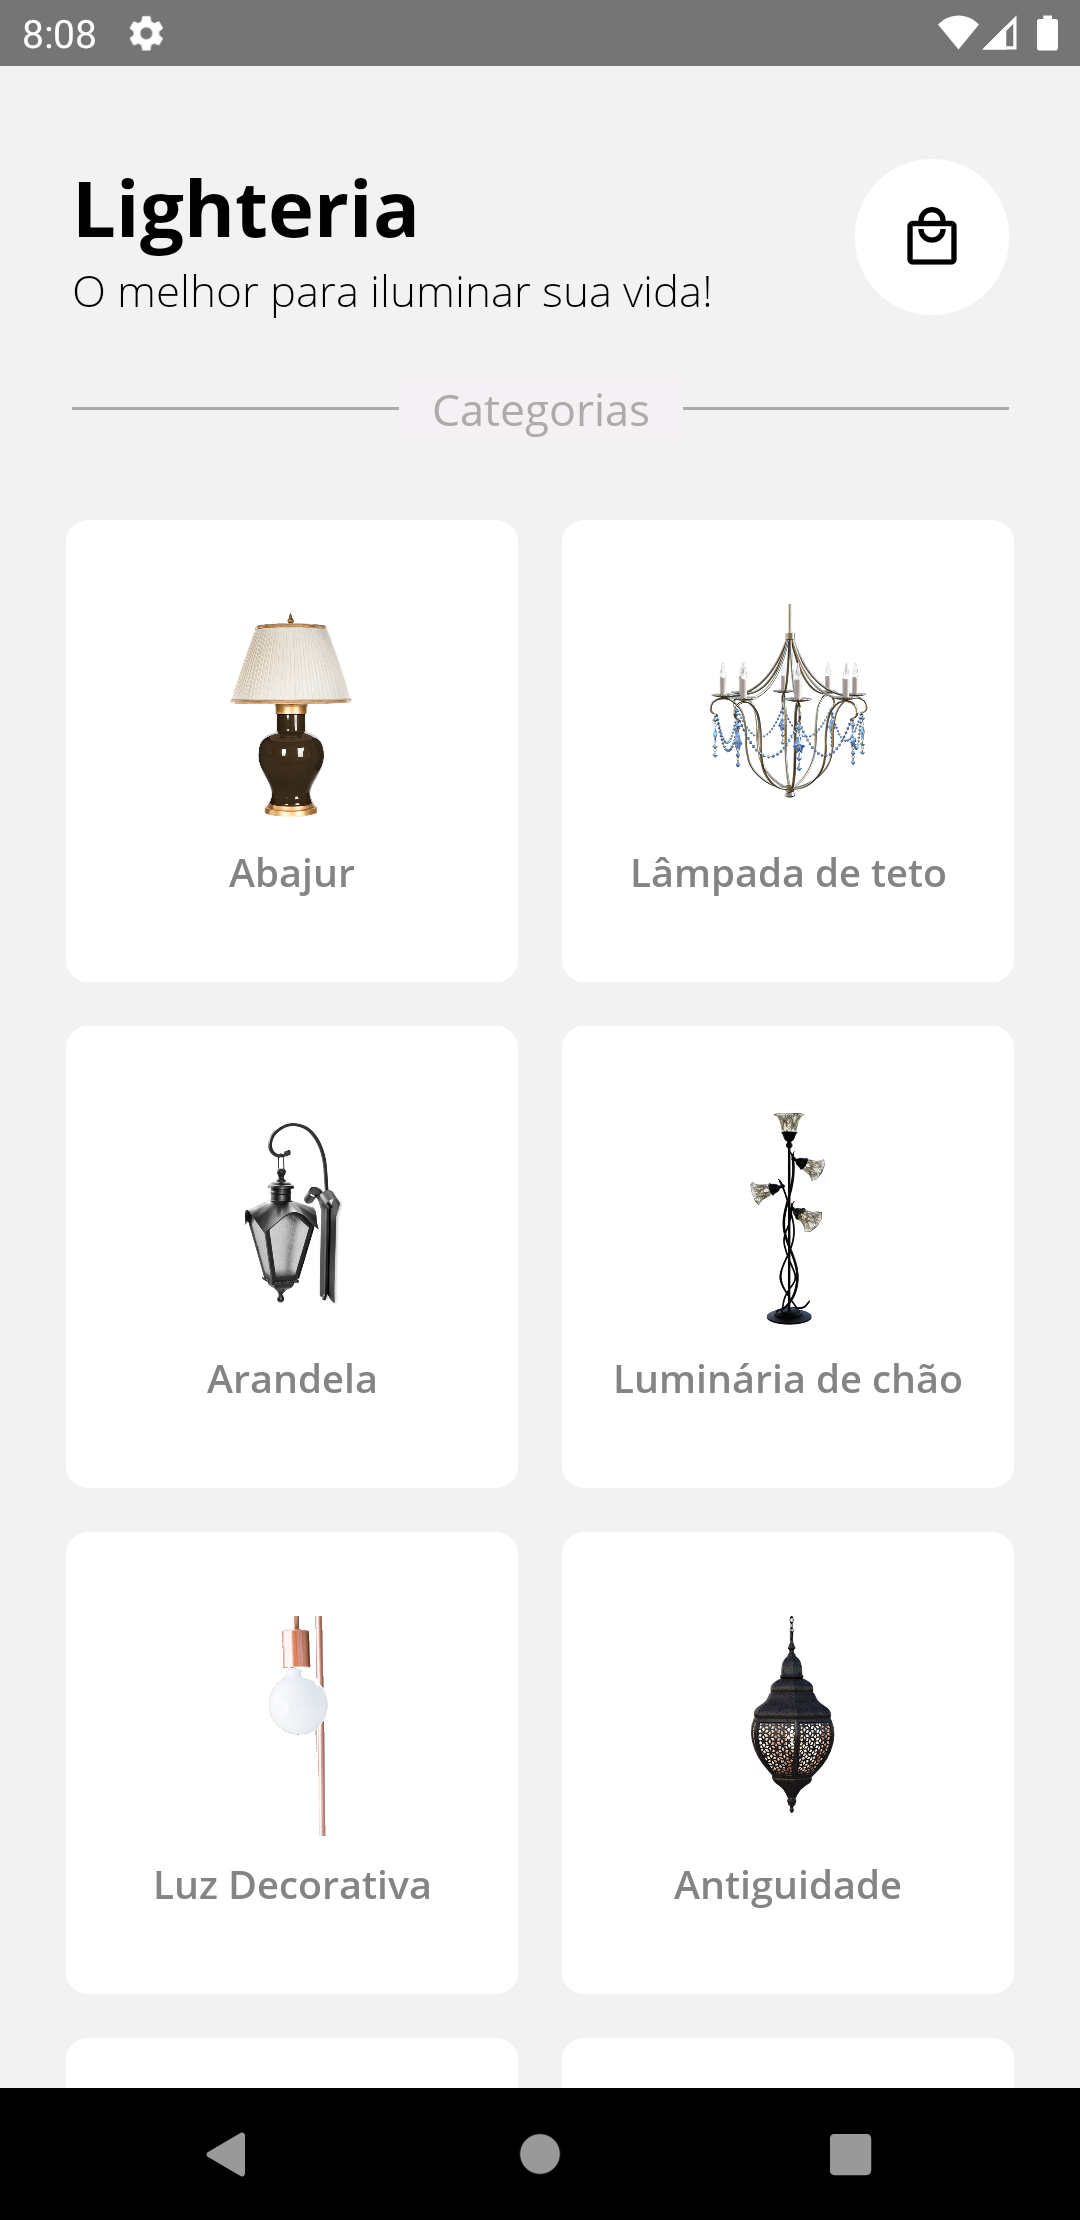 8:08
Lighteria
O melhor para iluminar sua vida!
Categorias
Abajur
Lâmpada de teto
Arandela
Luminária de chão
Luz Decorativa
Antiguidade